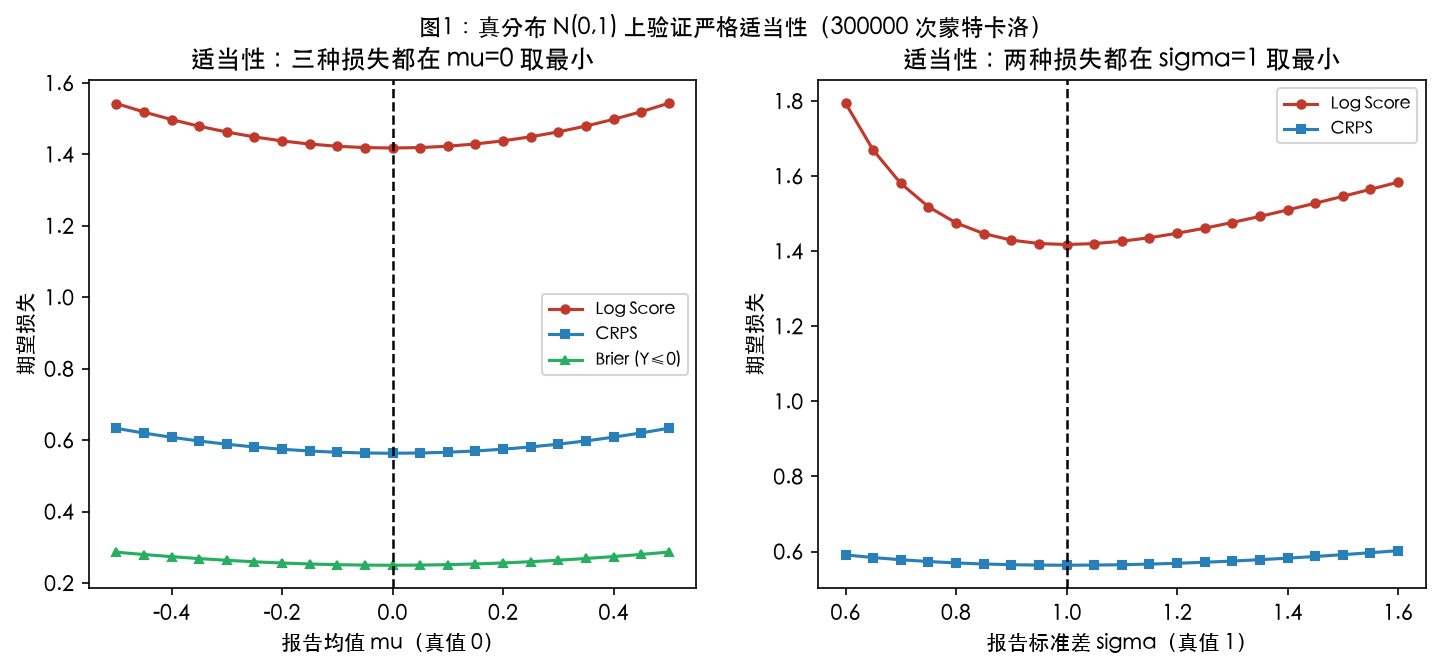 图1：真分布 N(0,1) 上验证严格适当性（300000 次蒙特卡洛）
适当性：三种损失都在 mu=0 取最小
1.6
1.4
1.2
1.0
0.8
0.6
0.4
0.2
期望损失
Log Score
CRPS
Brier (Y≤0)
-0.4 -0.2 0.0 0.2 0.4
报告均值 mu（真值 0）
适当性：两种损失都在 sigma=1 取最小
1.8
1.6
1.4
1.2
1.0
0.8
0.6
期望损失
Log Score
CRPS
0.6 0.8 1.0 1.2 1.4 1.6
报告标准差 sigma（真值 1）